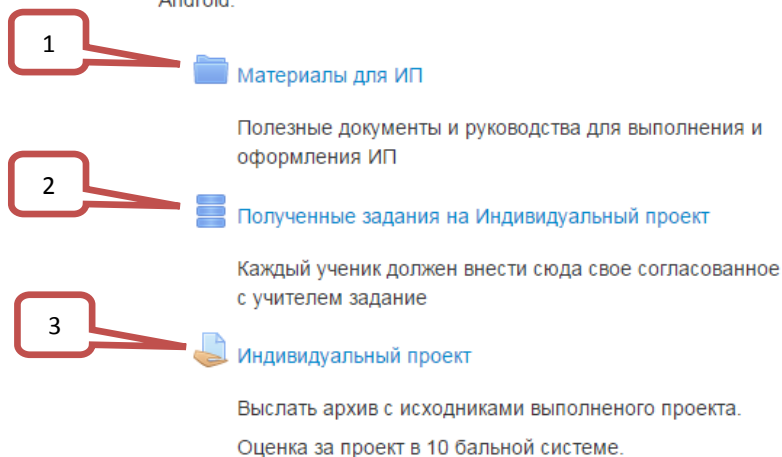 Android.
1
Материалы для ИП
Полезные документы и руководства для выполнения и
оформления ИП
2
Полученные задания на Индивидуальный проект
Каждый ученик должен внести сюда свое согласованное
с учителем задание
3
Индивидуальный проект
Выслать архив с исходниками выполненого проекта.
Оценка за проект в 10 бальной системе.